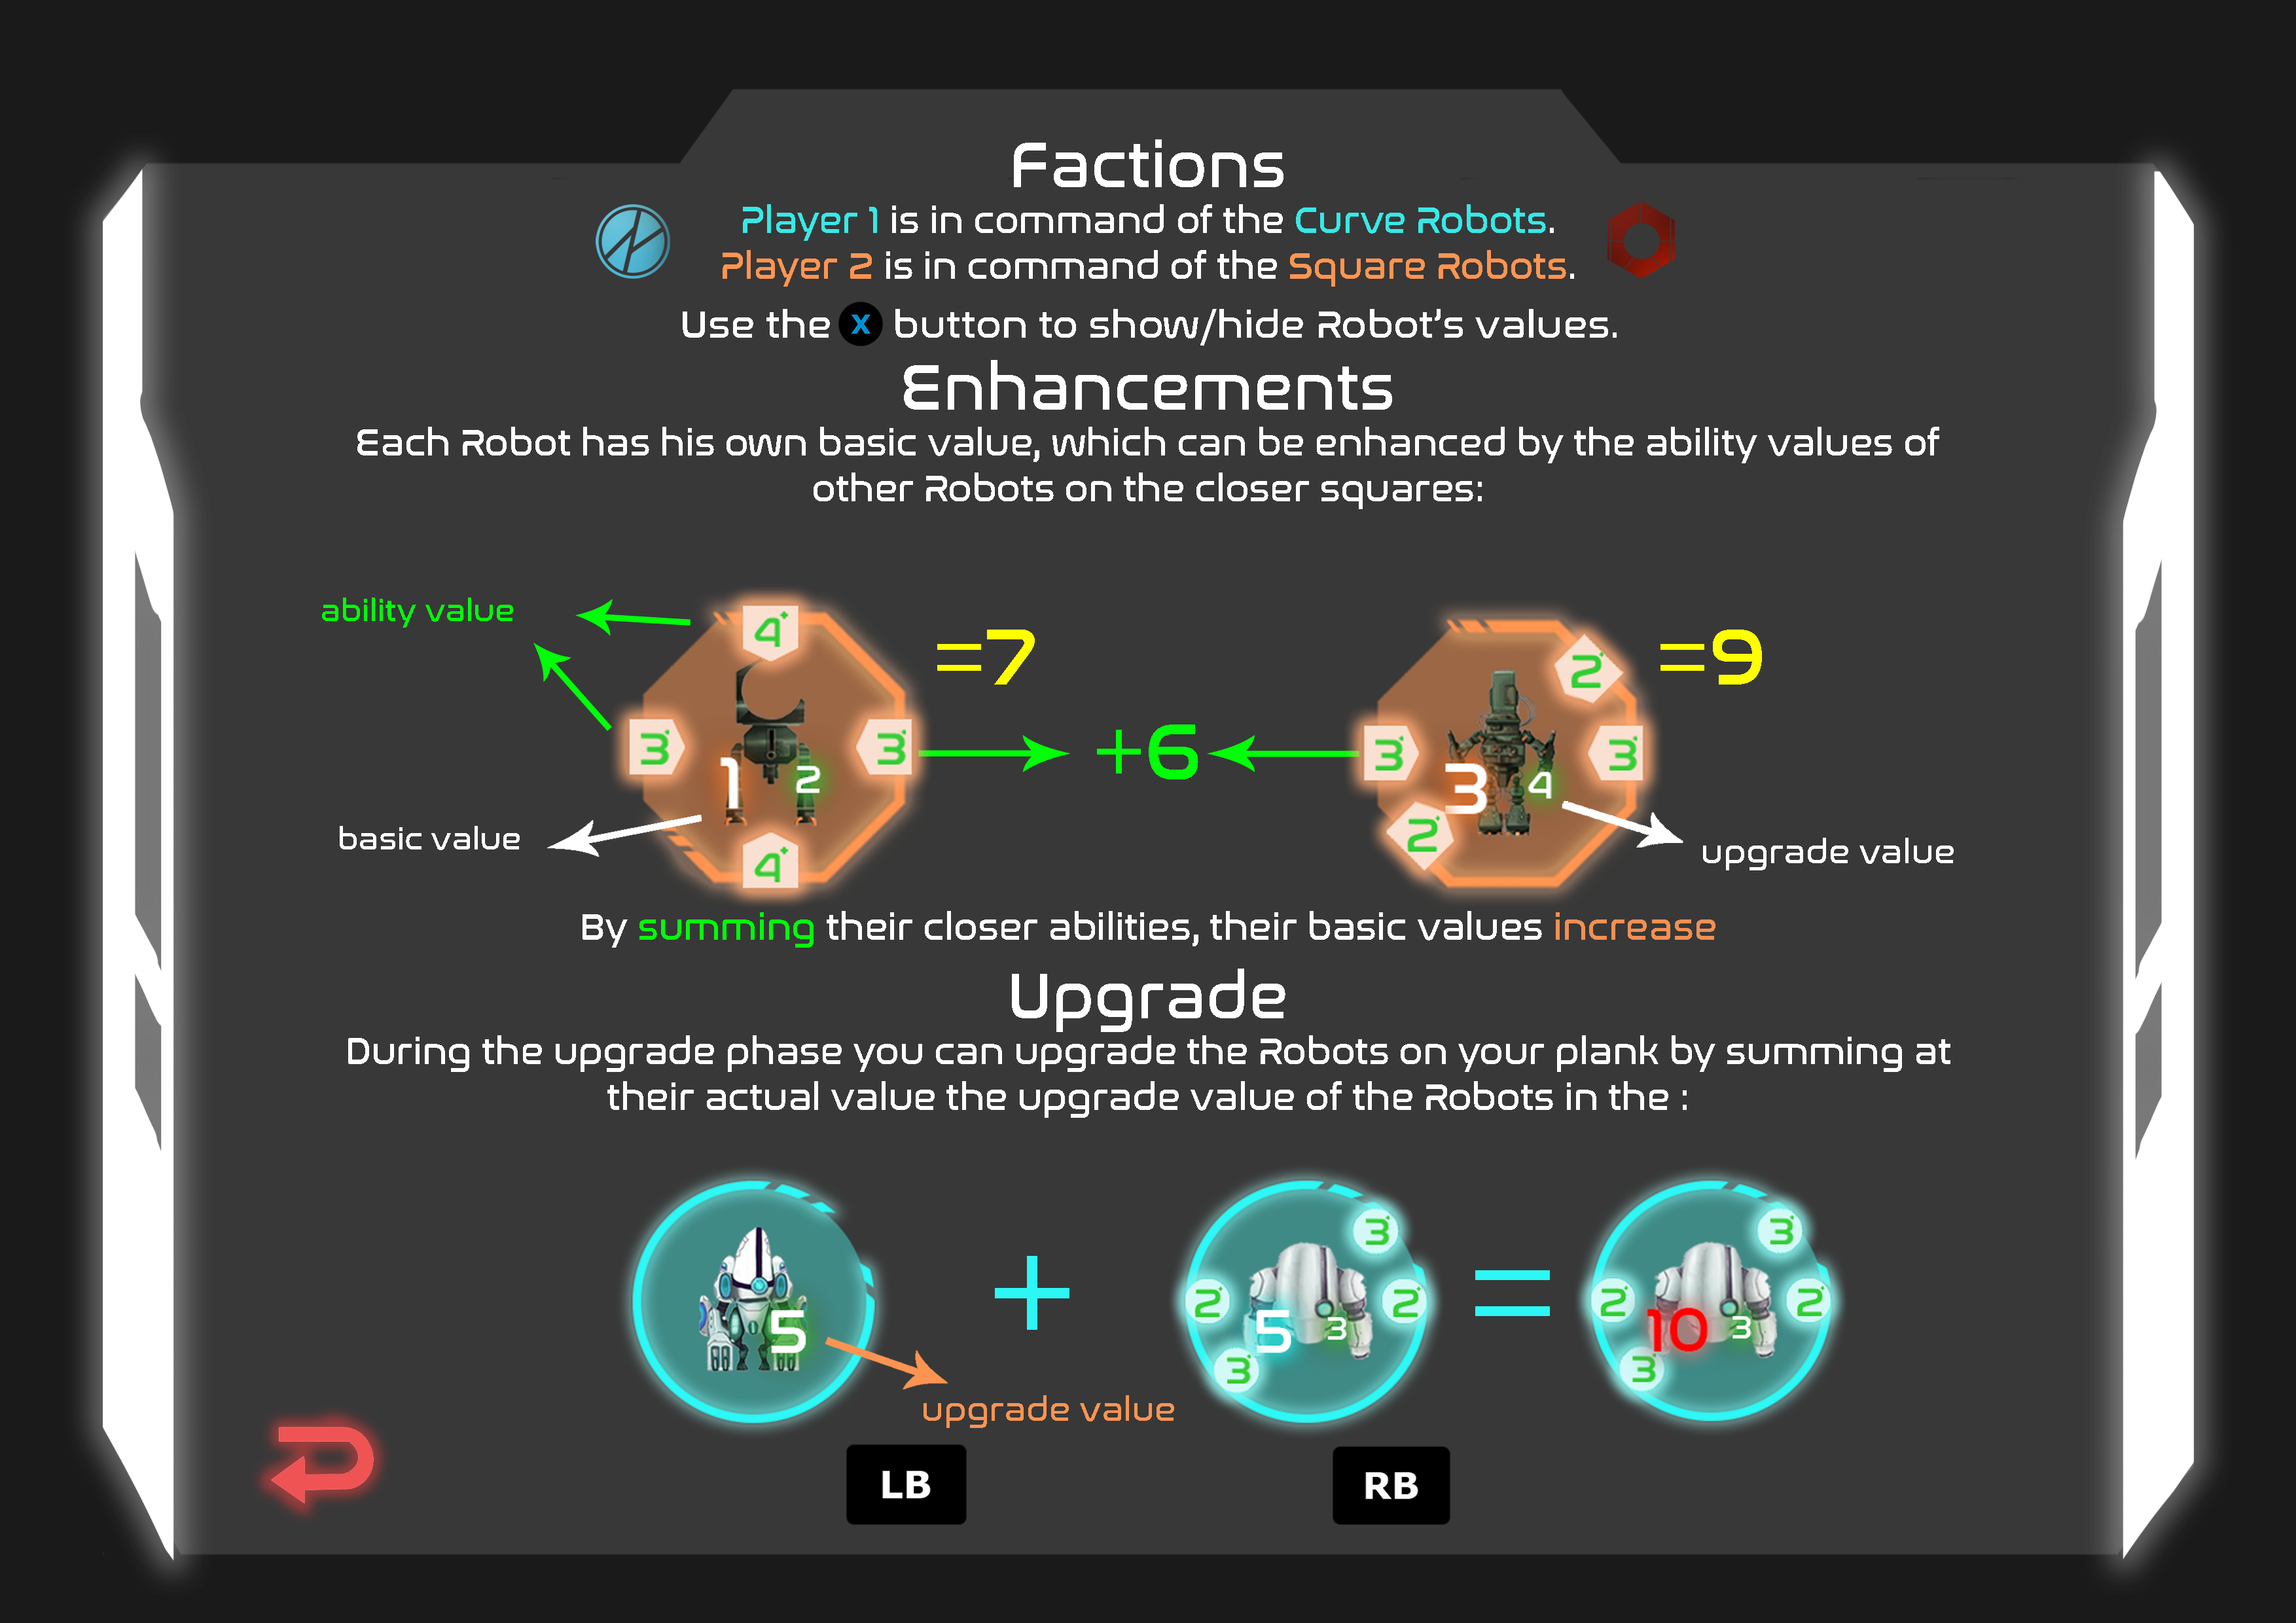 Factions
Player 1 is in command of the Curve Robots.
Player 2 is in command of the Square Robots.
Use the X button to show/hide Robot's values.
Enhancements
Each Robot has his own basic value, which can be enhanced by the ability values of
other Robots on the closer squares:
ability value
4+
=7
2+
=9
3+
3+
+6
3+
3+
1
2
3
4
basic value
4+
2+
upgrade value
By summing their closer abilities, their basic values increase
Upgrade
During the upgrade phase you can upgrade the Robots on your plank by summing at
their actual value the upgrade value of the Robots in the :
5
+
3+
2+
2+
5
3
3+
=
3+
2+
2+
10
3
3+
upgrade value
LB
RB